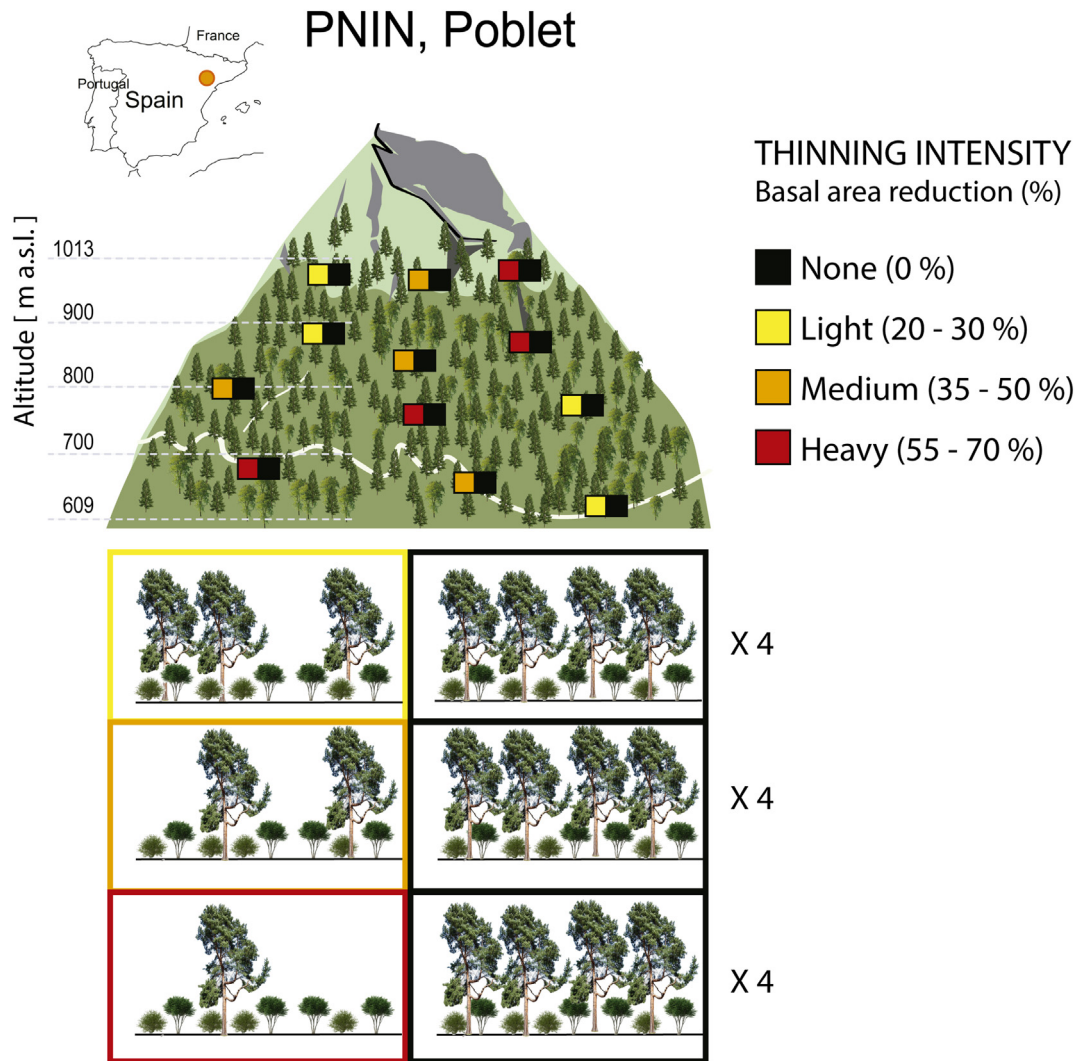 PNIN, Poblet
France
Portugal
Spain
Altitude [ m a.s.l. ]
1013
900
800
700
609
THINNING INTENSITY
Basal area reduction (%)
None (0 %)
Light (20 - 30 %)
Medium (35 - 50 %)
Heavy (55 - 70 %)
X 4
X 4
X 4